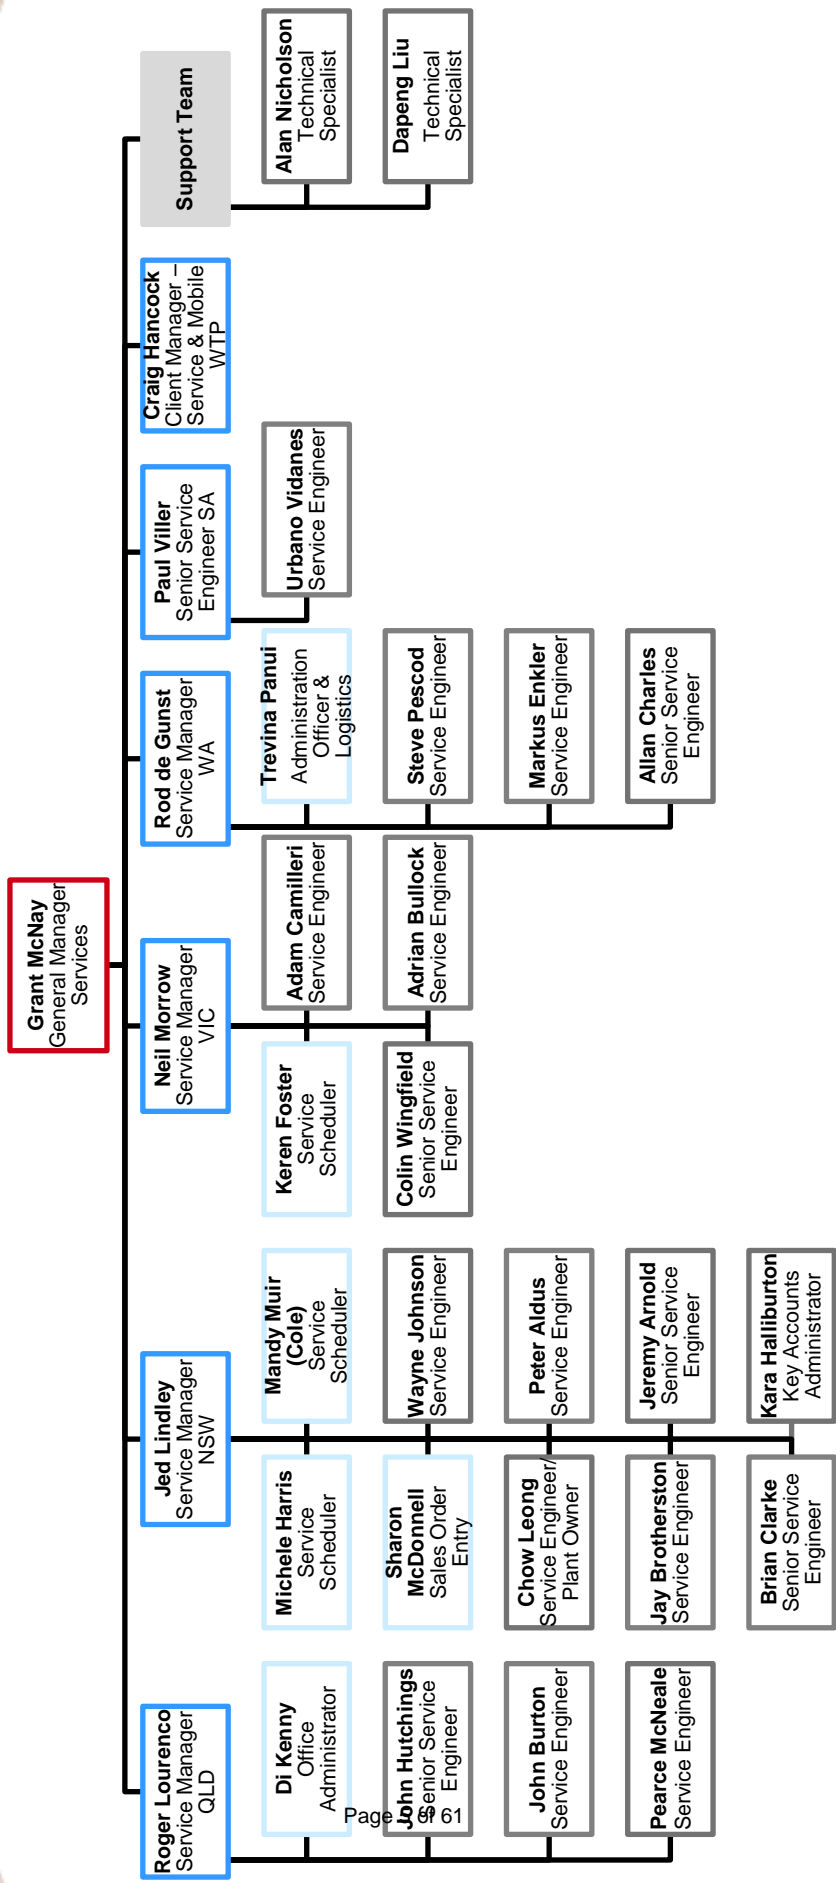 Grant McNay
General Manager
Services
Roger Lourenco
Service Manager
QLD
Di Kenny
Office
Administrator
John Hutchings
Senior Service
Engineer
John Burton
Service Engineer
Pearce McNeale
Service Engineer
Jed Lindley
Service Manager
NSW
Michele Harris
Service
Scheduler
Mandy Muir
(Cole)
Service
Scheduler
Sharon
McDonnell
Sales Order
Entry
Wayne Johnson
Service Engineer
Chow Leong
Service Engineer/
Plant Owner
Peter Aldus
Service Engineer
Jay Brotherston
Service Engineer
Jeremy Arnold
Senior Service
Engineer
Brian Clarke
Senior Service
Engineer
Kara Halliburton
Key Accounts
Administrator
Neil Morrow
Service Manager
VIC
Keren Foster
Service
Scheduler
Adam Camilleri
Service Engineer
Colin Wingfield
Senior Service
Engineer
Adrian Bullock
Service Engineer
Rod de Gunst
Service Manager
WA
Trevina Panui
Administration
Officer &
Logistics
Steve Pescod
Service Engineer
Markus Enkler
Service Engineer
Allan Charles
Senior Service
Engineer
Paul Viller
Senior Service
Engineer SA
Urbano Vidanes
Service Engineer
Craig Hancock
Client Manager –
Service & Mobile
WTP
Support Team
Alan Nicholson
Technical
Specialist
Dapeng Liu
Technical
Specialist
Page of 61